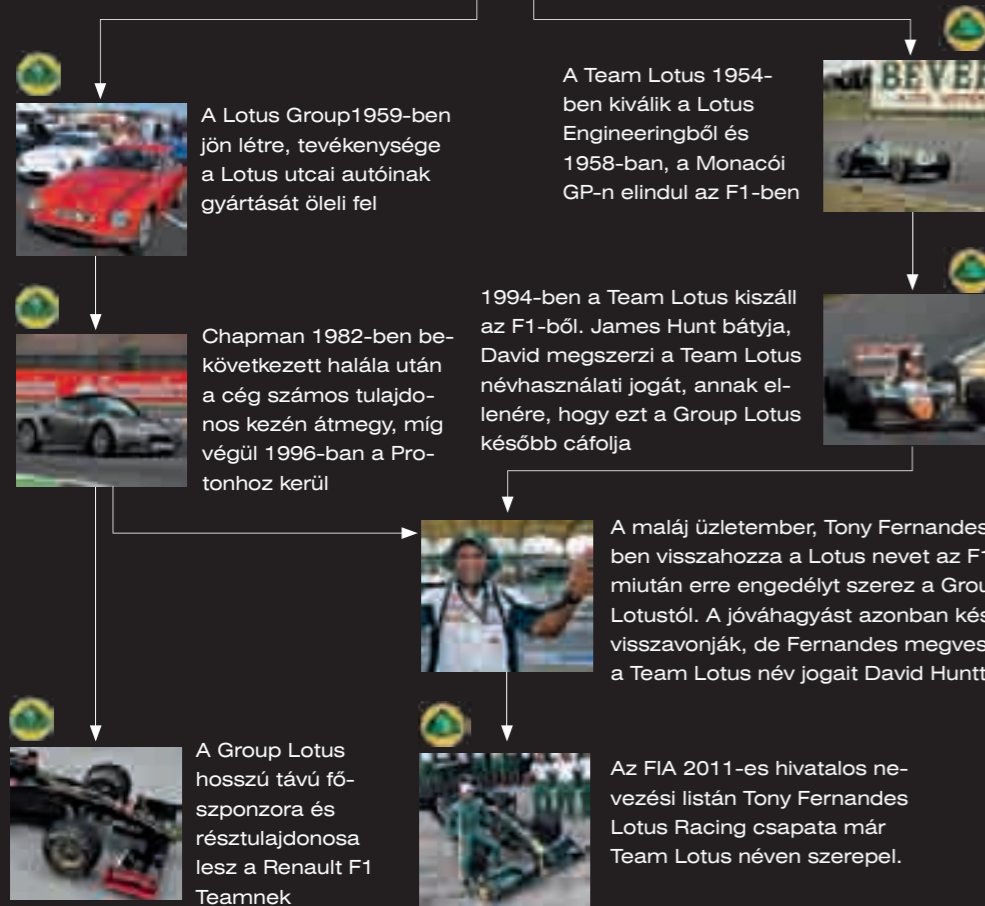 A Lotus Group1959-ben
jön létre, tevékenysége
a Lotus utcai autóinak
gyártását öleli fel
A Team Lotus 1954-
ben kiválik a Lotus
Engineeringből és
1958-ban, a Monacói
GP-n elindul az F1-ben
BEVER
Chapman 1982-ben be-
következett halála után
a cég számos tulajdo-
nos kezén átmegy, míg
végül 1996-ban a Pro-
tonhoz kerül
1994-ben a Team Lotus kiszáll
az F1-ből. James Hunt bátyja,
David megszerzi a Team Lotus
névhasználati jogát, annak el-
lenére, hogy ezt a Group Lotus
később cáfolja
A maláj üzletember, Tony Fernandes
ben visszahozza a Lotus nevet az F1
miután erre engedélyt szerez a Grou
Lotustól. A jóváhagyást azonban kés
visszavonják, de Fernandes megves
a Team Lotus név jogait David Huntt
A Group Lotus
hosszú távú fő-
szponzora és
résztulajdonosa
lesz a Renault F1
Teamnek
Az FIA 2011-es hivatalos ne-
vezési listán Tony Fernandes
Lotus Racing csapata már
Team Lotus néven szerepel.